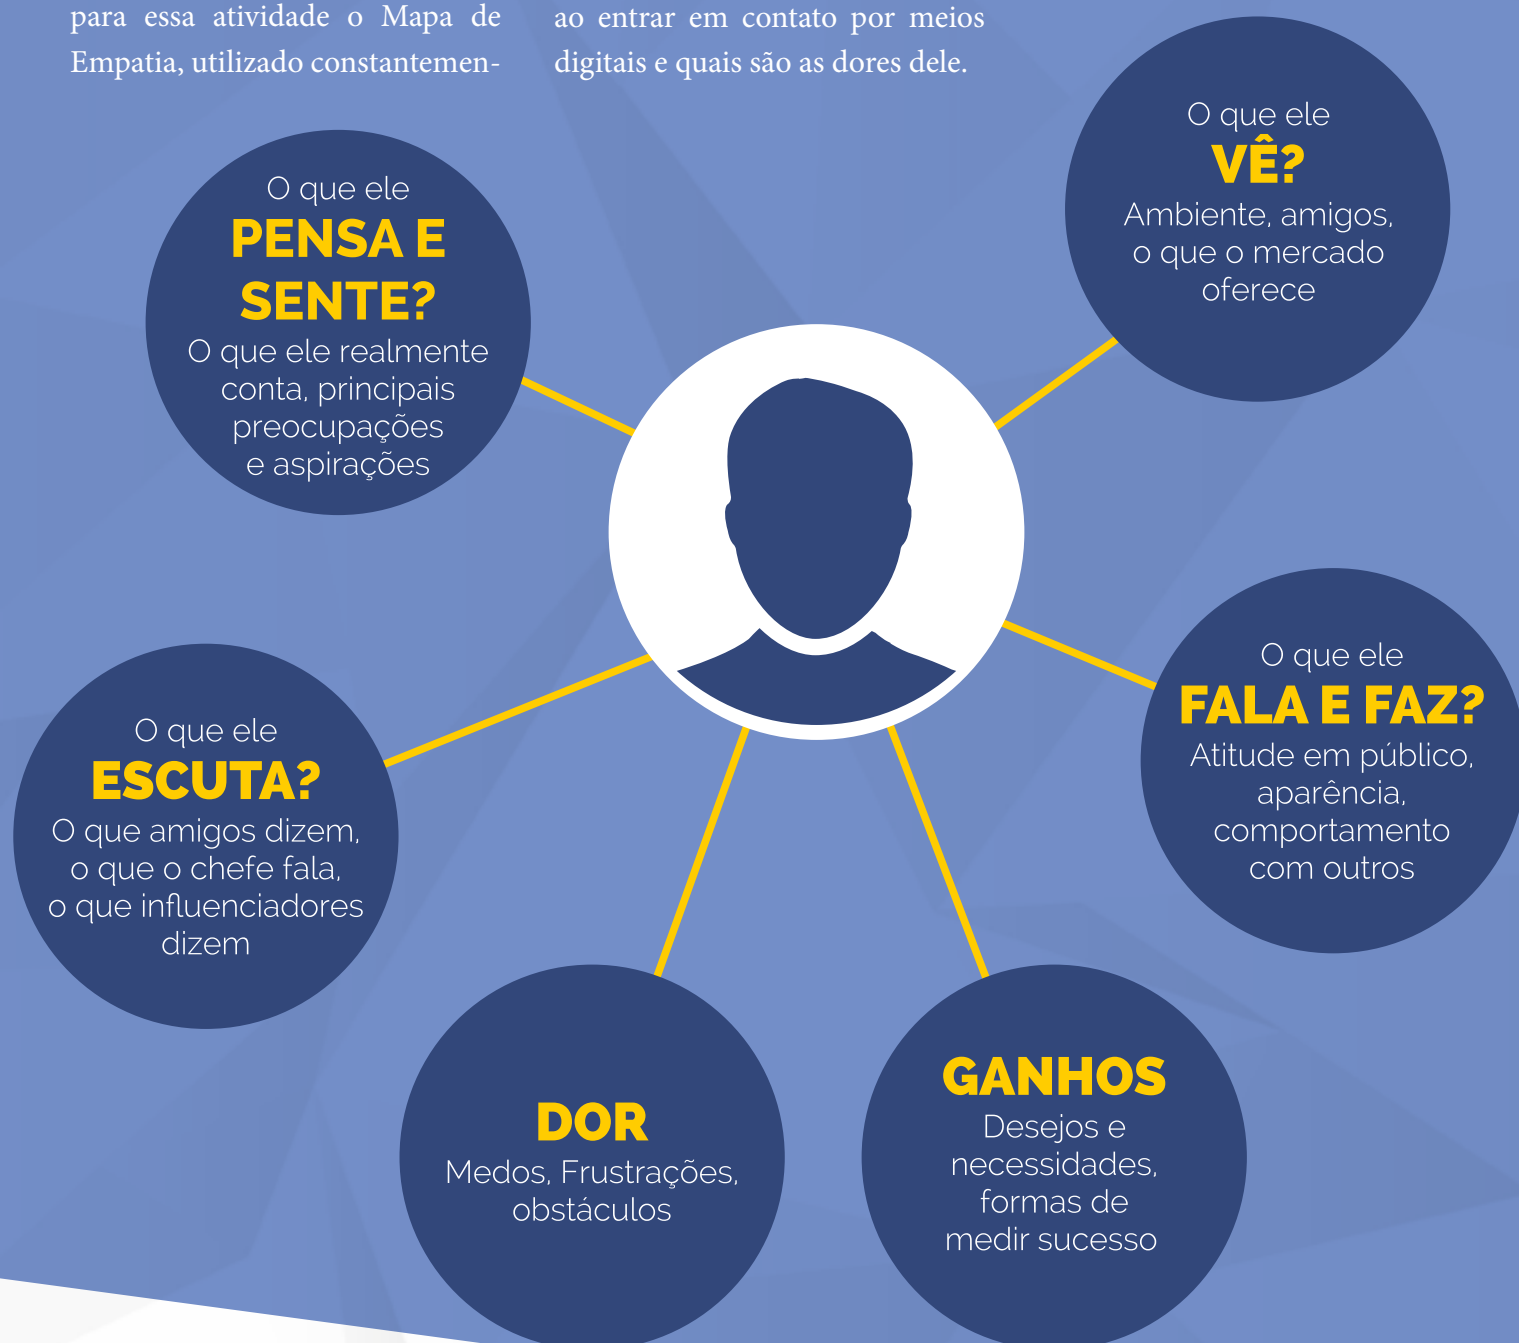 para essa atividade o Mapa de
Empatia, utilizado constantemen-
ao entrar em contato por meios
digitais e quais são as dores dele.
O que ele
PENSA E
SENTE?
O que ele realmente
conta, principais
preocupações
e aspirações
O que ele
VÊ?
Ambiente, amigos,
o que o mercado
oferece
O que ele
ESCUTA?
O que amigos dizem,
o que o chefe fala,
o que influenciadores
dizem
O que ele
FALA E FAZ?
Atitude em público,
aparência,
comportamento
com outros
DOR
Medos, Frustrações,
obstáculos
GANHOS
Desejos e
necessidades,
formas de
medir sucesso